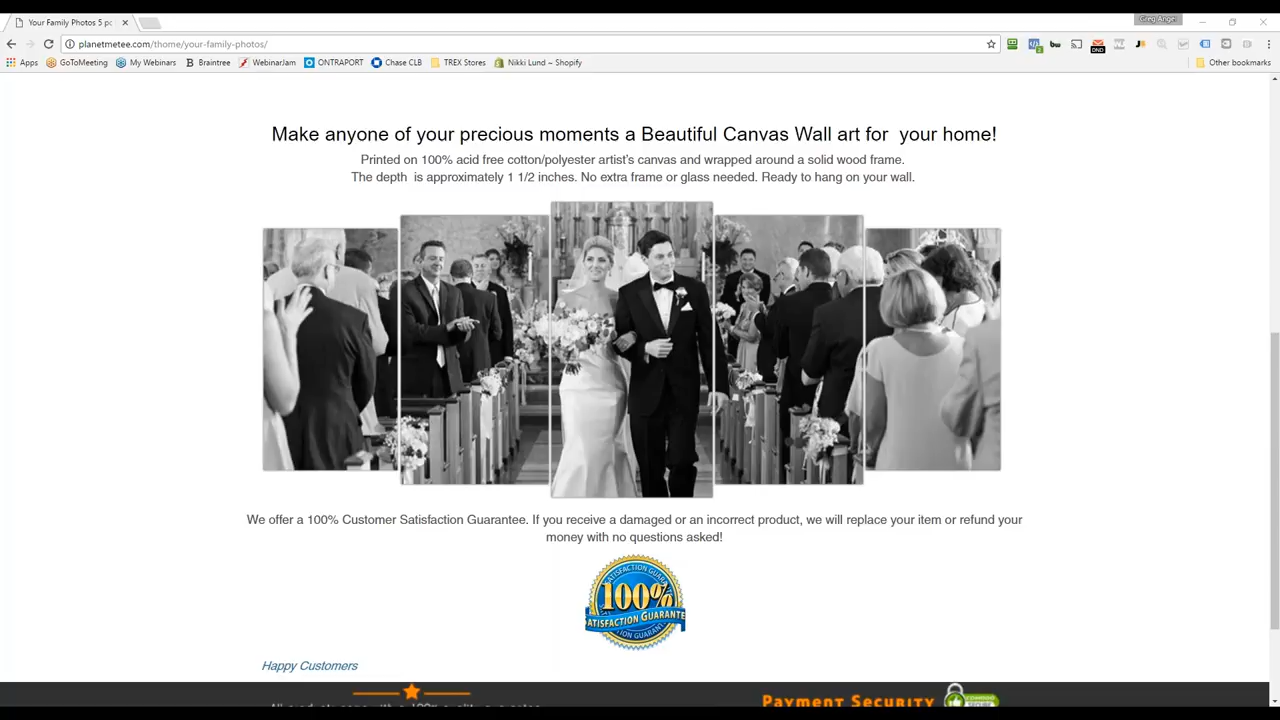 Your Family Photos 5 pc
Greg Angel
planetmetee.com/thome/your-family-photos/
Apps GoToMeeting My Webinars Braintree WebinarJam ONTRAPORT Chase CLB TREX Stores Nikki Lund – Shopify Other bookmarks
Make anyone of your precious moments a Beautiful Canvas Wall art for your home!
Printed on 100% acid free cotton/polyester artist's canvas and wrapped around a solid wood frame.
The depth is approximately 1 1/2 inches. No extra frame or glass needed. Ready to hang on your wall.
We offer a 100% Customer Satisfaction Guarantee. If you receive a damaged or an incorrect product, we will replace your item or refund your
money with no questions asked!
100%
SATISFACTION GUARANTE
Happy Customers
Payment Security